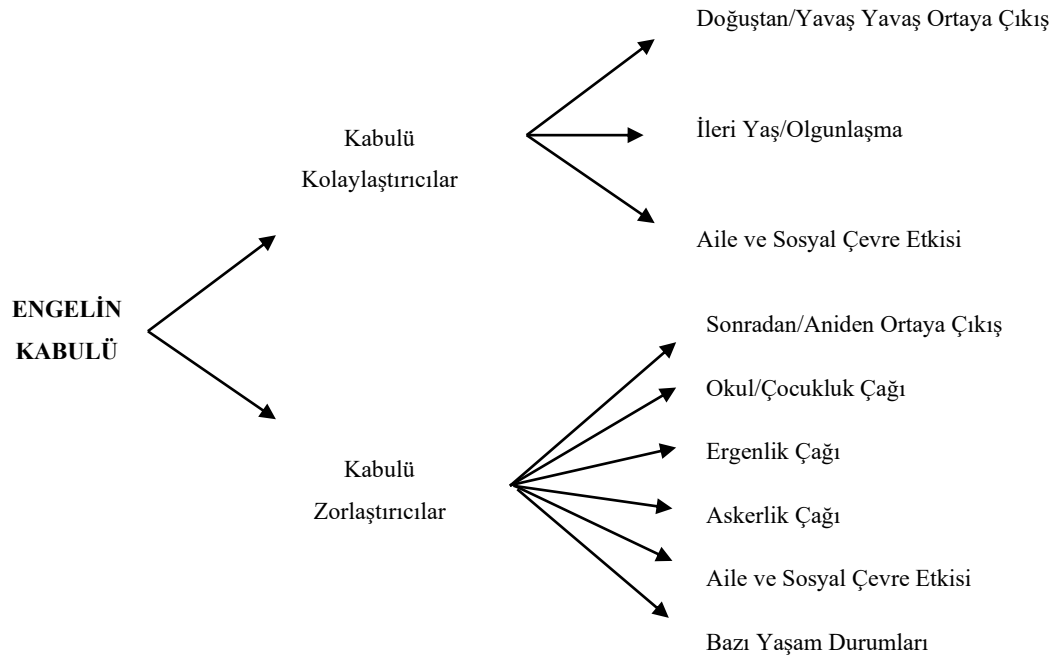 Doğuştan/Yavaş Yavaş Ortaya Çıkış
Kabulü
Kolaylaştırıcılar
İleri Yaş/Olgunlaşma
Aile ve Sosyal Çevre Etkisi
ENGELİN
KABULÜ
Sonradan/Aniden Ortaya Çıkış
Okul/Çocukluk Çağı
Ergenlik Çağı
Kabulü
Zorlaştırıcılar
Askerlik Çağı
Aile ve Sosyal Çevre Etkisi
Bazı Yaşam Durumları